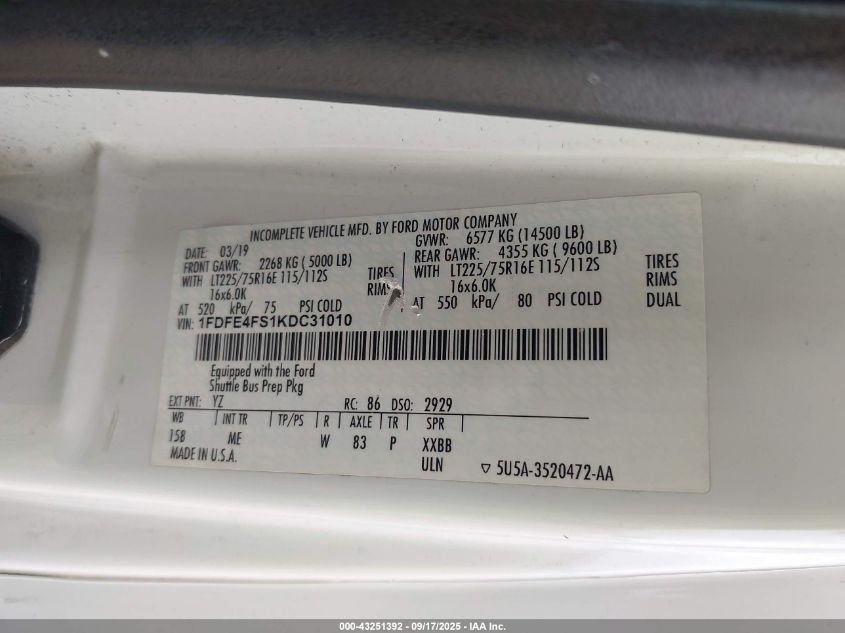 INCOMPLETE VEHICLE MFD. BY FORD MOTOR COMPANY
DATE: 03/19 GVWR: 6577 KG (14500 LB)
FRONT GAWR: 2268 KG ( 5000 LB) REAR GAWR: 4355 KG ( 9600 LB)
WITH LT225/75R16E 115/112S TIRES WITH LT225/75R16E 115/112S TIRES
16x6.0K RIMS 16x6.0K RIMS
AT 520 kPa/ 75 PSI COLD AT 550 kPa/ 80 PSI COLD DUAL
VIN: 1FDFE4FS1KDC31010
Equipped with the Ford
Shuttle Bus Prep Pkg
EXT PNT: YZ RC: 86 DSO: 2929
WB INT TR TP/PS R AXLE TR SPR
158 ME W 83 P XXBB
MADE IN U.S.A. ULN 5U5A-3520472-AA
000-43251392 - 09/17/2025 - IAA Inc.